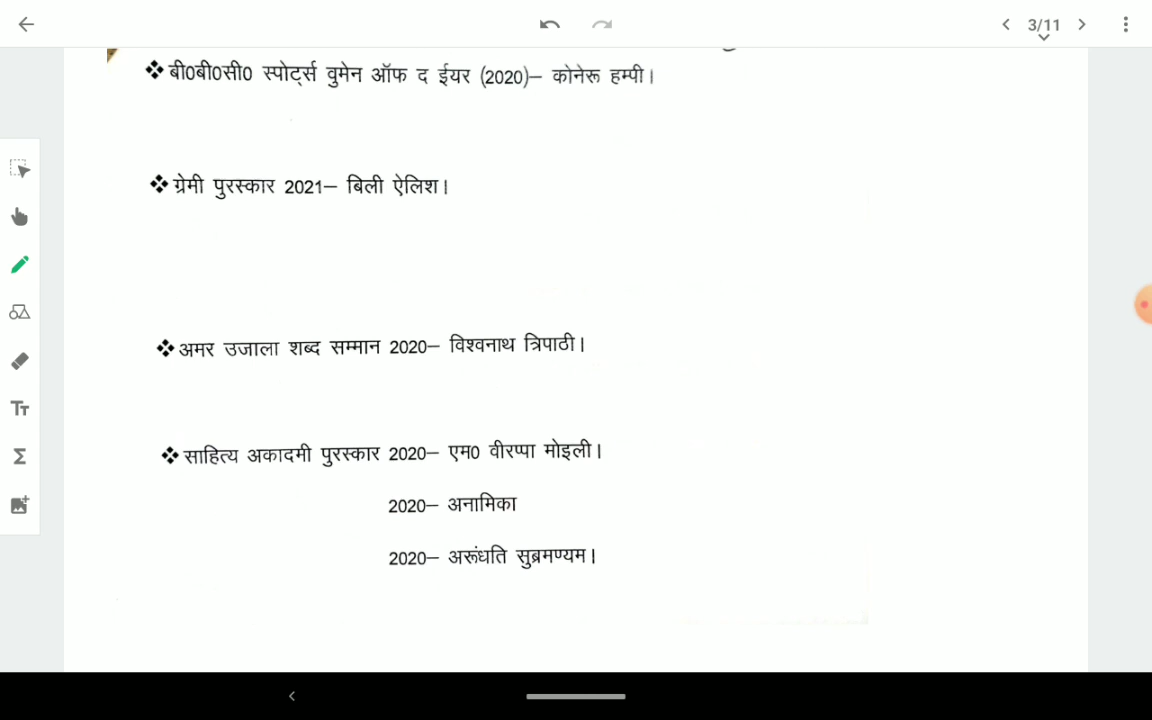 3/11
❖ बी0बी0सी0 स्पोर्ट्स वुमेन ऑफ द ईयर (2020)– कोनेरू हम्पी।
❖ ग्रेमी पुरस्कार 2021– बिली ऐलिश।
❖ अमर उजाला शब्द सम्मान 2020– विश्वनाथ त्रिपाठी।
❖ साहित्य अकादमी पुरस्कार 2020– एम0 वीरप्पा मोइली।
2020– अनामिका
2020– अरूंधति सुब्रमण्यम।
Tт
Σ